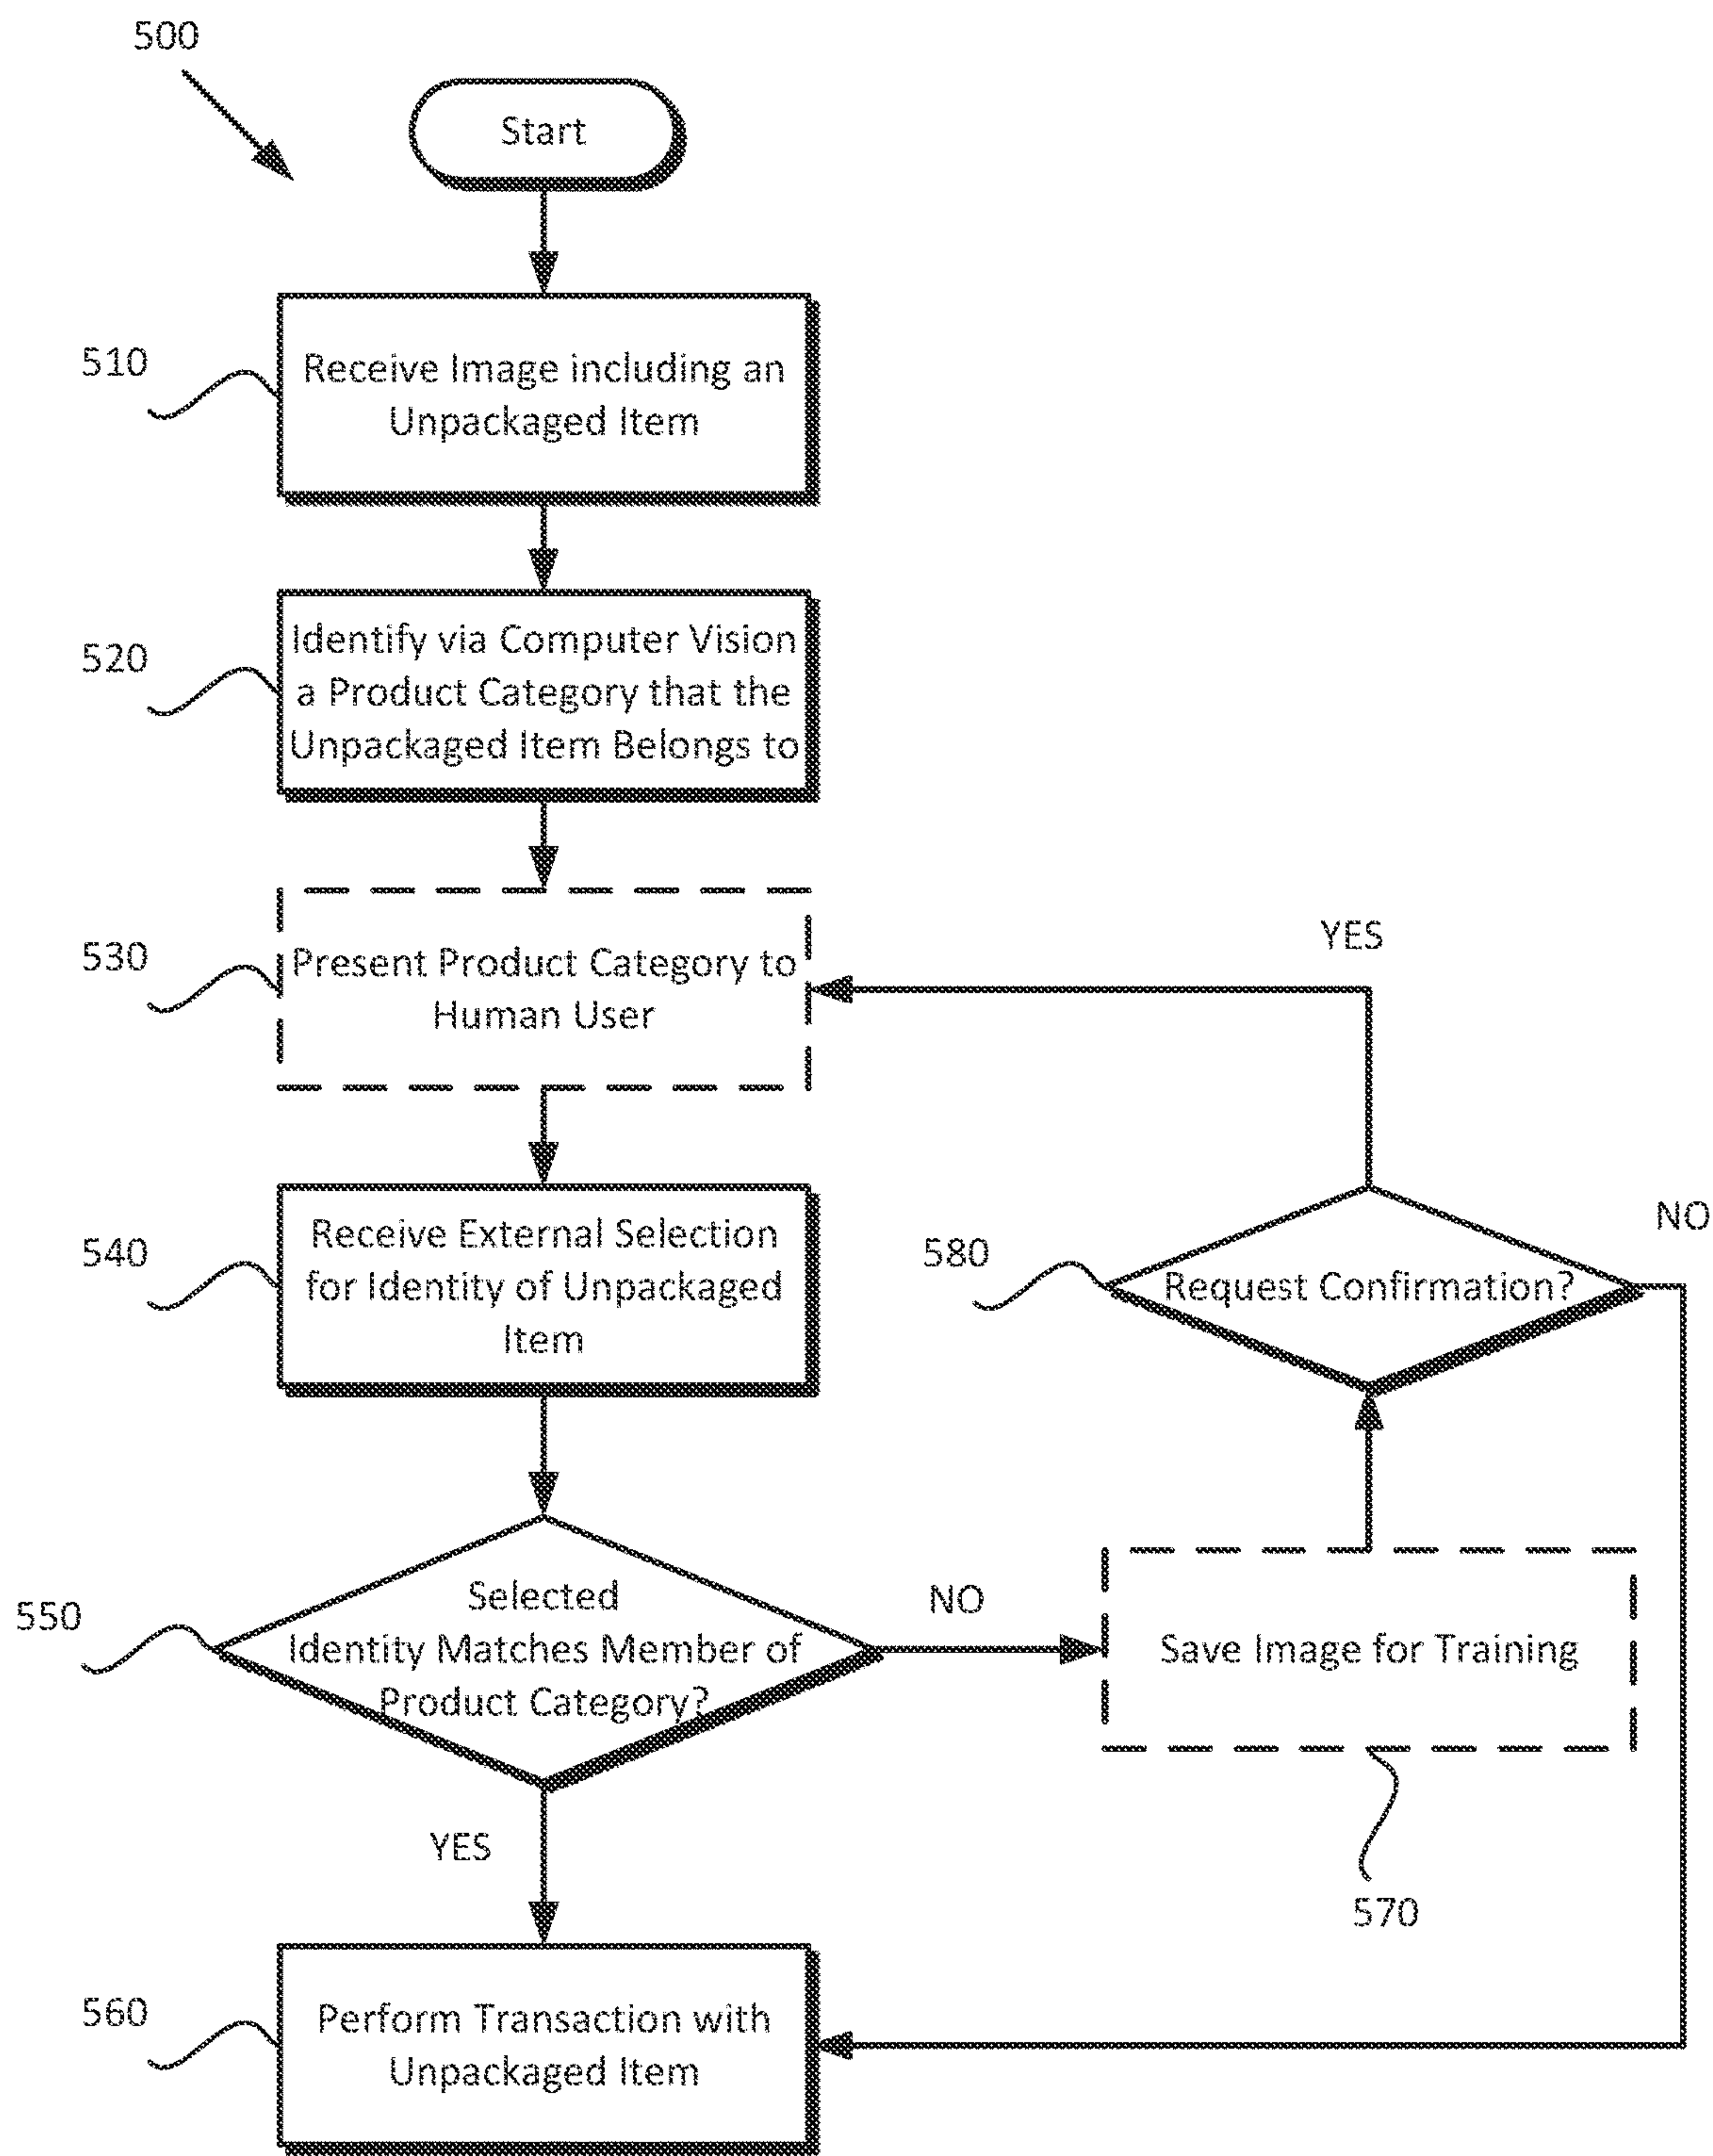 500
Start
510
Receive Image including an
Unpackaged Item
520
Identify via Computer Vision
a Product Category that the
Unpackaged Item Belongs to
530
Present Product Category to
Human User
YES
540
Receive External Selection
for Identity of Unpackaged
Item
580
Request Confirmation?
NO
550
Selected
Identity Matches Member of
Product Category?
NO
Save Image for Training
570
YES
560
Perform Transaction with
Unpackaged Item